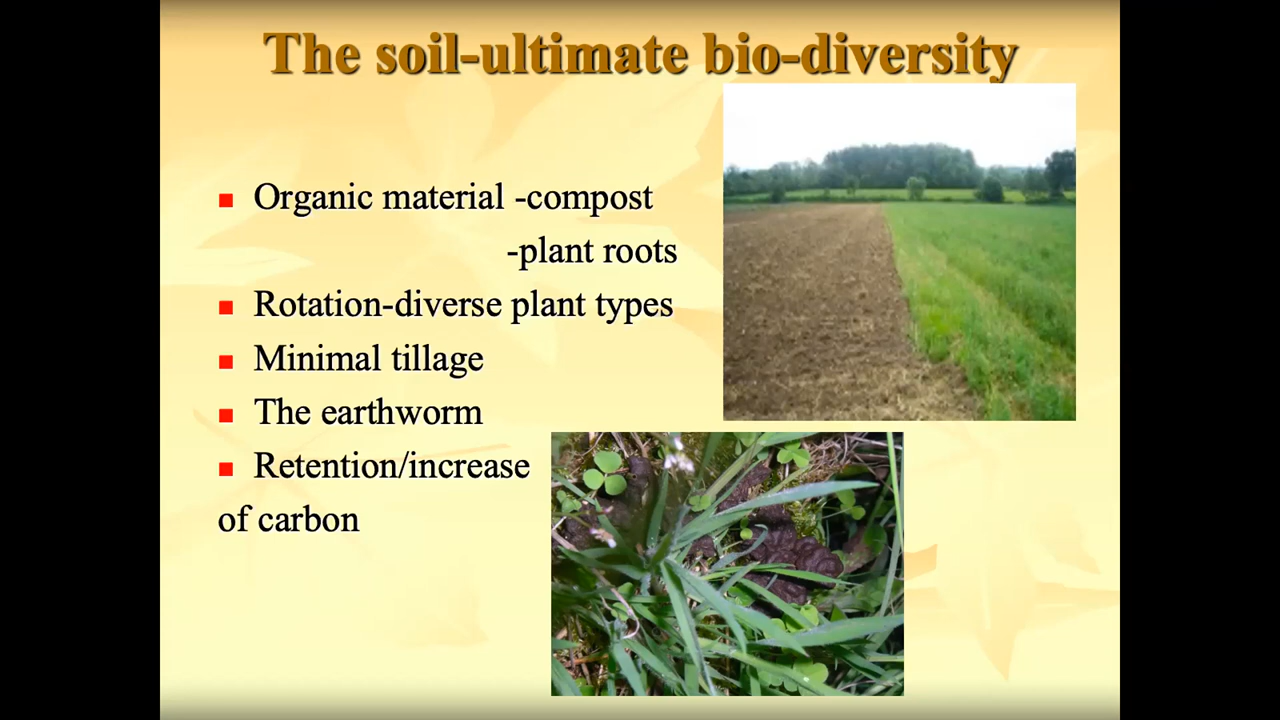 The soil-ultimate bio-diversity
Organic material -compost
-plant roots
Rotation-diverse plant types
Minimal tillage
The earthworm
Retention/increase
of carbon